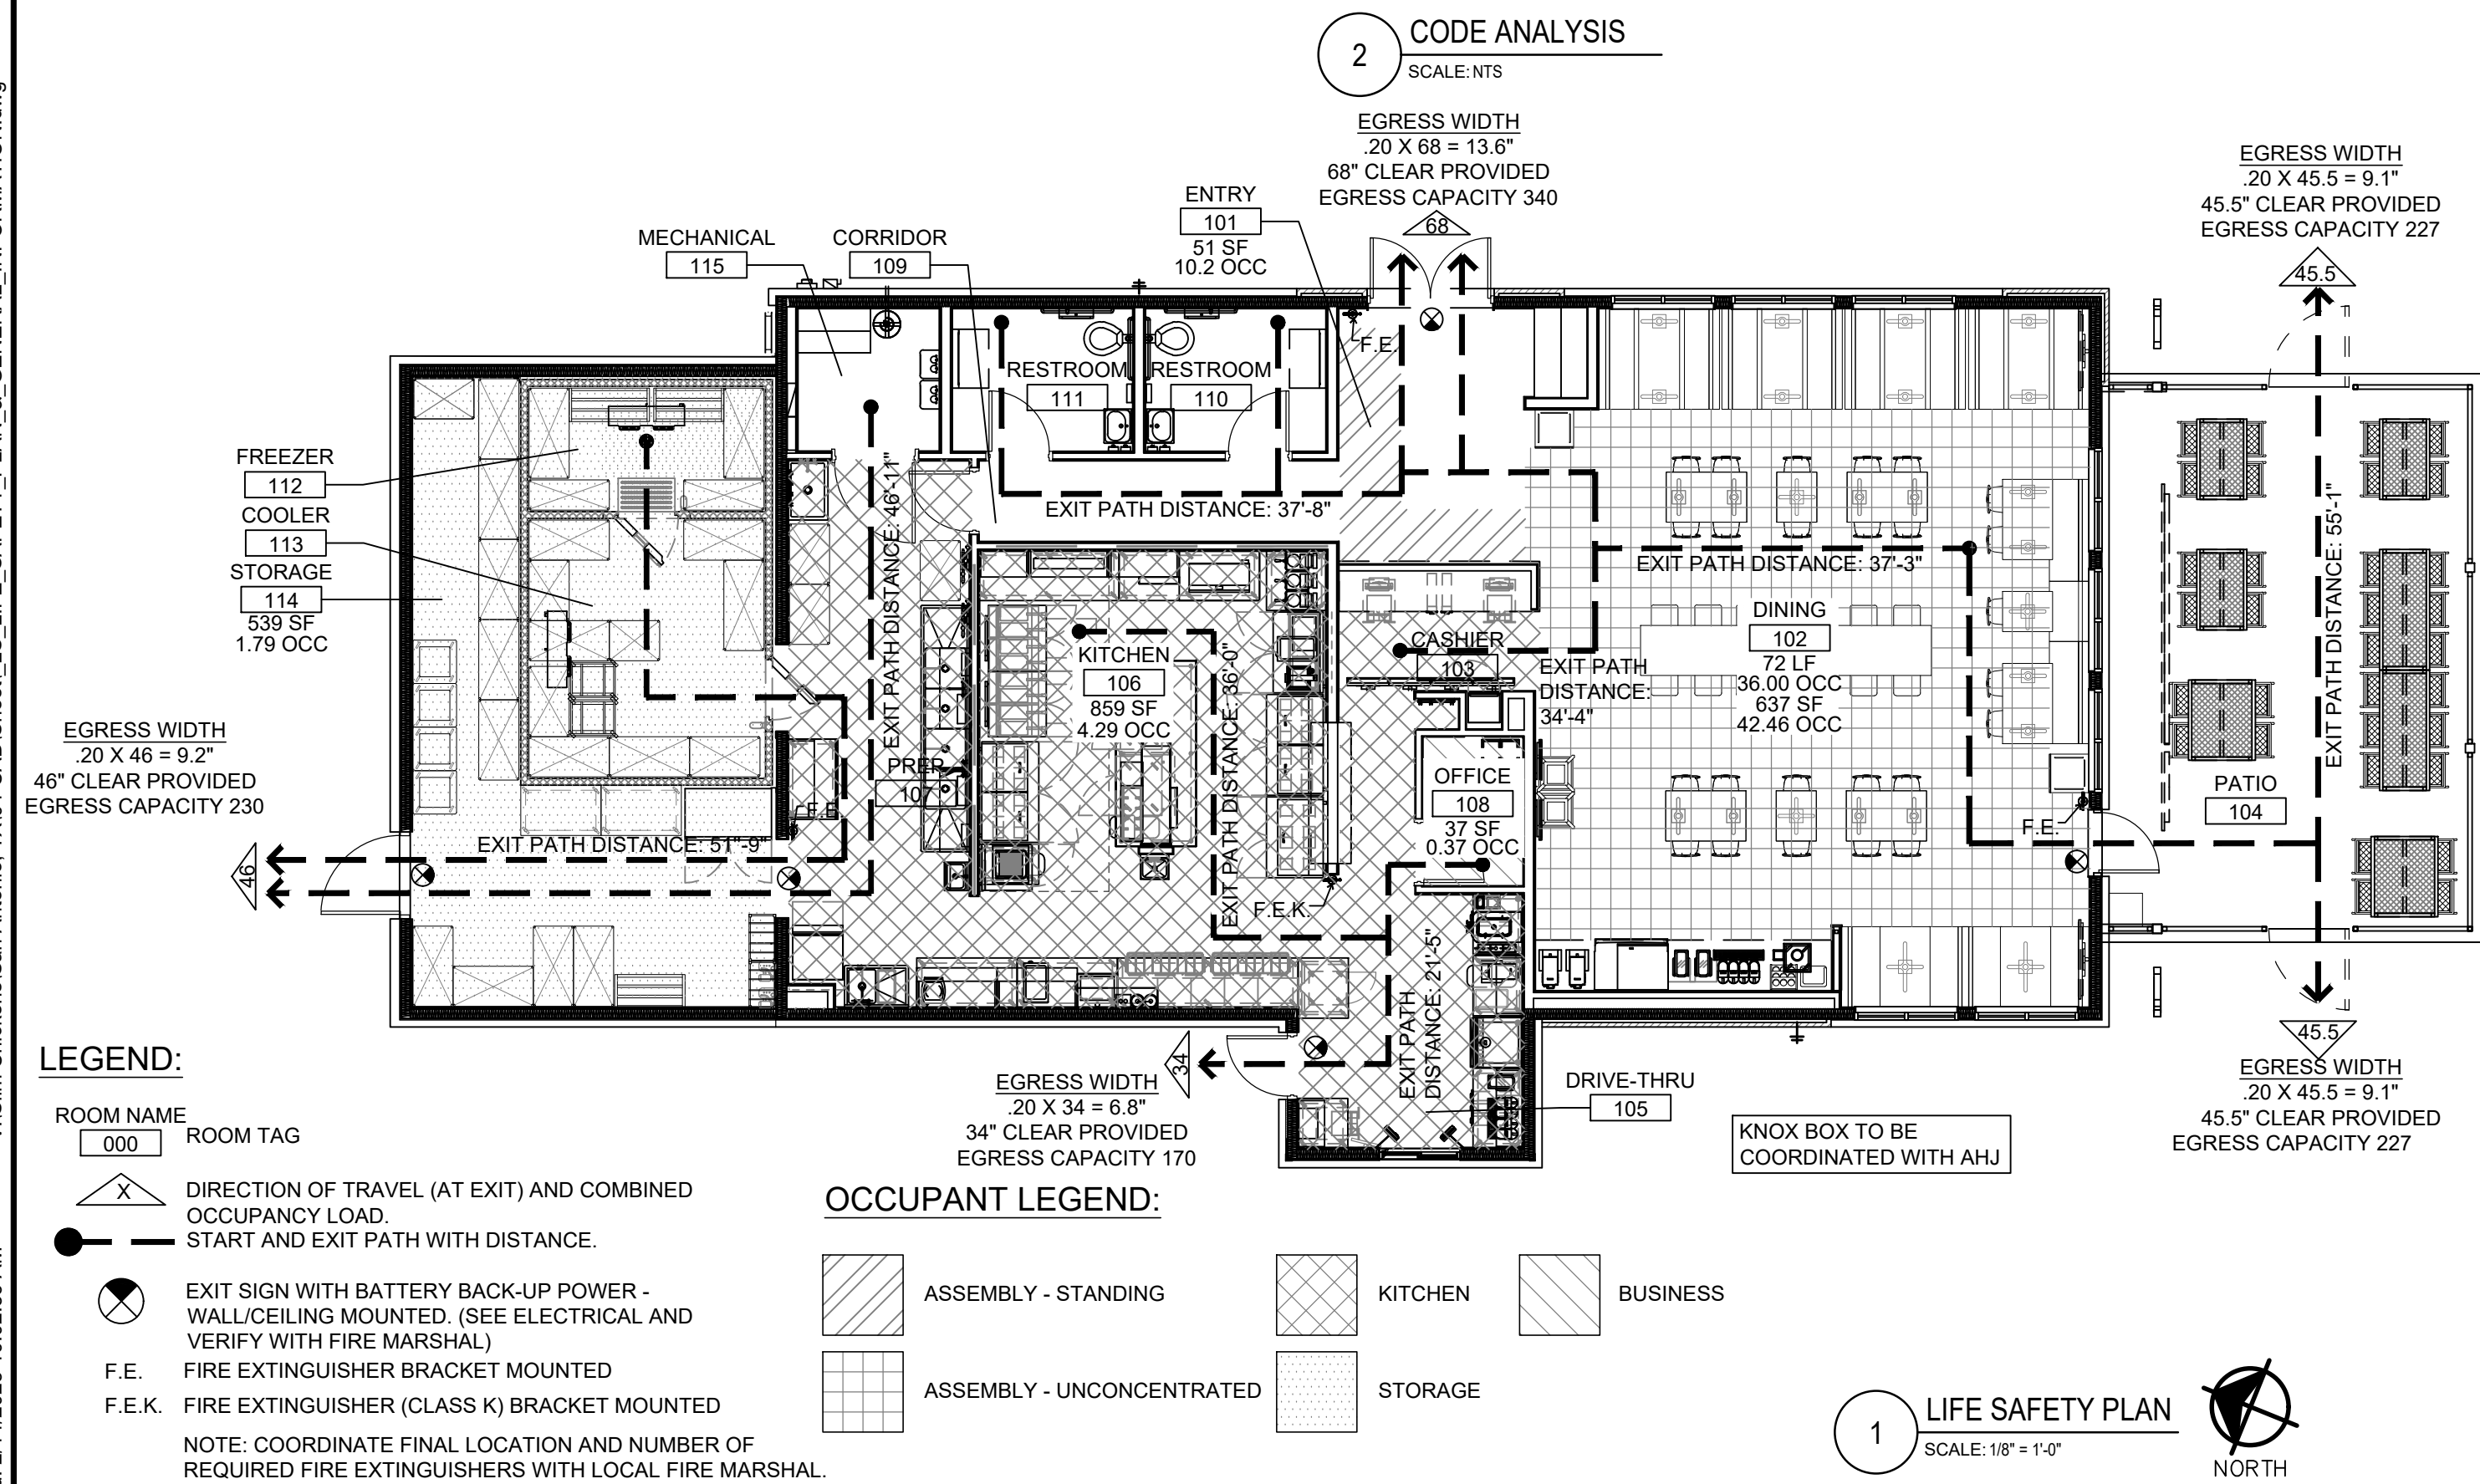 2
CODE ANALYSIS
SCALE: NTS
EGRESS WIDTH
.20 X 68 = 13.6"
68" CLEAR PROVIDED
EGRESS CAPACITY 340
68
ENTRY
101
51 SF
10.2 OCC
MECHANICAL
115
CORRIDOR
109
EGRESS WIDTH
.20 X 45.5 = 9.1"
45.5" CLEAR PROVIDED
EGRESS CAPACITY 227
45.5
F.E.
RESTROOM
111
RESTROOM
110
FREEZER
112
COOLER
113
STORAGE
114
539 SF
1.79 OCC
EXIT PATH DISTANCE: 46'-11"
EXIT PATH DISTANCE: 37'-8"
EXIT PATH DISTANCE: 37'-3"
EXIT PATH DISTANCE: 55'-1"
KITCHEN
106
859 SF
4.29 OCC
EXIT PATH DISTANCE: 36'-0"
CASHIER
103
EXIT PATH
DISTANCE:
34'-4"
DINING
102
72 LF
36.00 OCC
637 SF
42.46 OCC
EGRESS WIDTH
.20 X 46 = 9.2"
46" CLEAR PROVIDED
EGRESS CAPACITY 230
46
PREP
107
F.E.
EXIT PATH DISTANCE: 51"-9"
OFFICE
108
37 SF
0.37 OCC
F.E.K.
F.E.
PATIO
104
EXIT PATH
DISTANCE: 21'-5"
34
EGRESS WIDTH
.20 X 34 = 6.8"
34" CLEAR PROVIDED
EGRESS CAPACITY 170
DRIVE-THRU
105
45.5
EGRESS WIDTH
.20 X 45.5 = 9.1"
45.5" CLEAR PROVIDED
EGRESS CAPACITY 227
KNOX BOX TO BE
COORDINATED WITH AHJ
LEGEND:
ROOM NAME
000
ROOM TAG
X
DIRECTION OF TRAVEL (AT EXIT) AND COMBINED
OCCUPANCY LOAD.
START AND EXIT PATH WITH DISTANCE.
EXIT SIGN WITH BATTERY BACK-UP POWER -
WALL/CEILING MOUNTED. (SEE ELECTRICAL AND
VERIFY WITH FIRE MARSHAL)
F.E. FIRE EXTINGUISHER BRACKET MOUNTED
F.E.K. FIRE EXTINGUISHER (CLASS K) BRACKET MOUNTED
NOTE: COORDINATE FINAL LOCATION AND NUMBER OF
REQUIRED FIRE EXTINGUISHERS WITH LOCAL FIRE MARSHAL.
OCCUPANT LEGEND:
ASSEMBLY - STANDING
KITCHEN
BUSINESS
ASSEMBLY - UNCONCENTRATED
STORAGE
1
LIFE SAFETY PLAN
SCALE: 1/8" = 1'-0"
NORTH